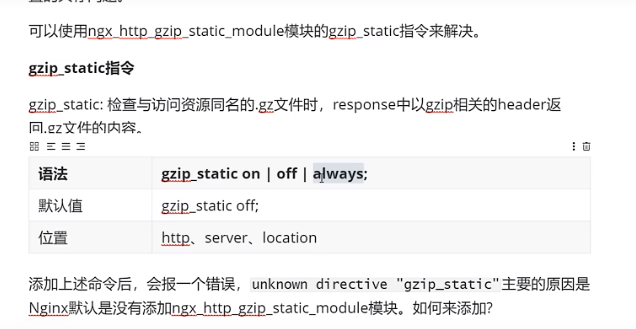 可以使用ngx_http_gzip_static_module模块的gzip_static指令来解决。
gzip_static指令
gzip_static: 检查与访问资源同名的.gz文件时，response中以gzip相关的header返
回.gz文件的内容。
语法 gzip_static on | off | always;
默认值 gzip_static off;
位置 http、server、location
添加上述命令后，会报一个错误，unknown directive "gzip_static"主要的原因是
Nginx默认是没有添加ngx_http_gzip_static_module模块。如何来添加?